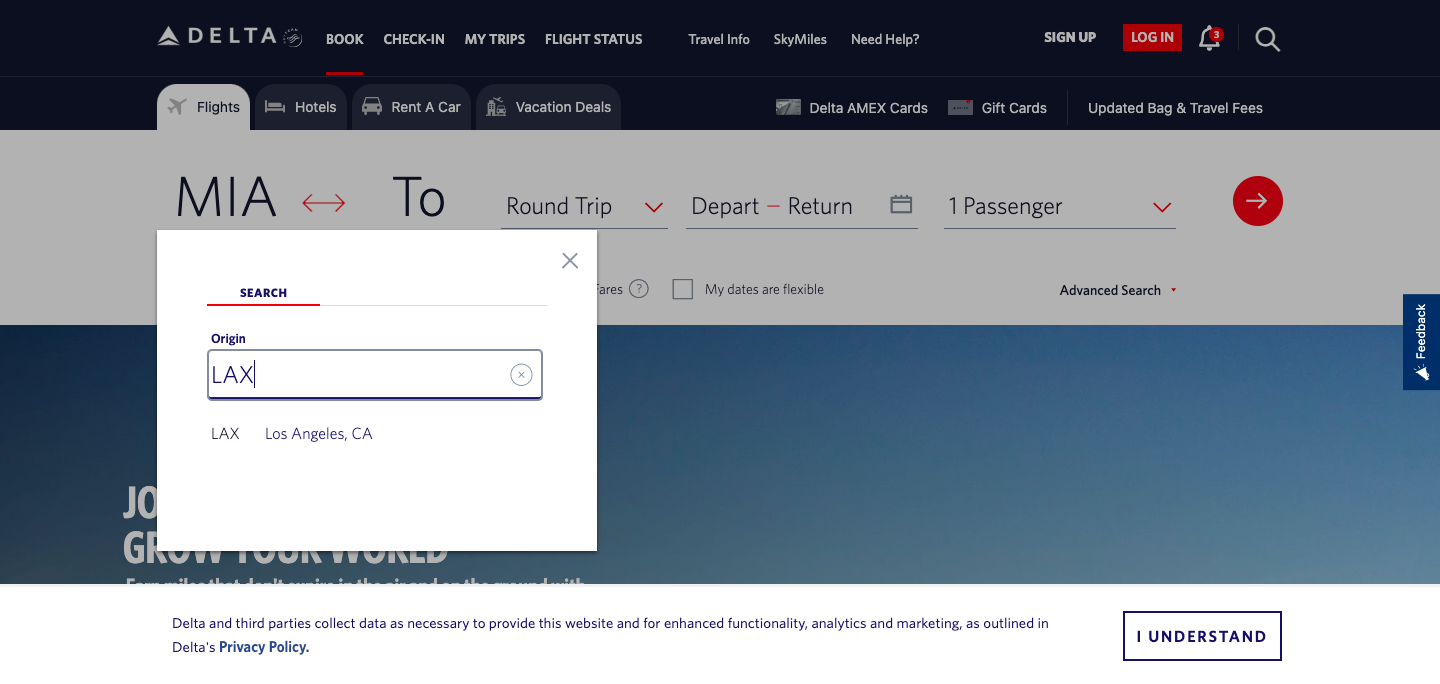 DELTA
BOOK
CHECK-IN
MY TRIPS
FLIGHT STATUS
Travel Info
SkyMiles
Need Help?
SIGN UP
LOG IN
3
Flights
Hotels
Rent A Car
Vacation Deals
Delta AMEX Cards
Gift Cards
Updated Bag & Travel Fees
MIA
To
Round Trip
Depart – Return
1 Passenger
SEARCH
Fares
?
My dates are flexible
Advanced Search
Origin
LAX
LAX Los Angeles, CA
Feedback
JO
GROW YOUR WORLD
Earn miles that don't expire in the air and on the ground with
Delta and third parties collect data as necessary to provide this website and for enhanced functionality, analytics and marketing, as outlined in
Delta's Privacy Policy.
I UNDERSTAND